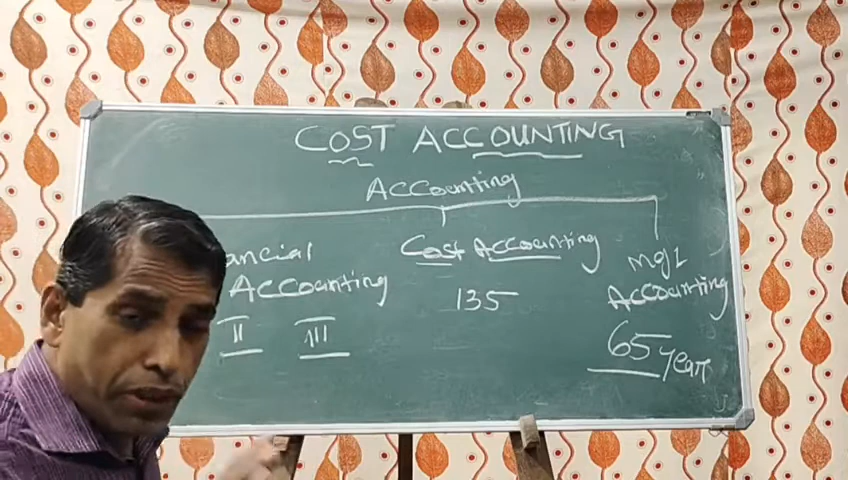 COST ACCOUNTING
Accounting
ancial
Accounting
II III
Cost Accounting
135
mgt
Accounting
65 year